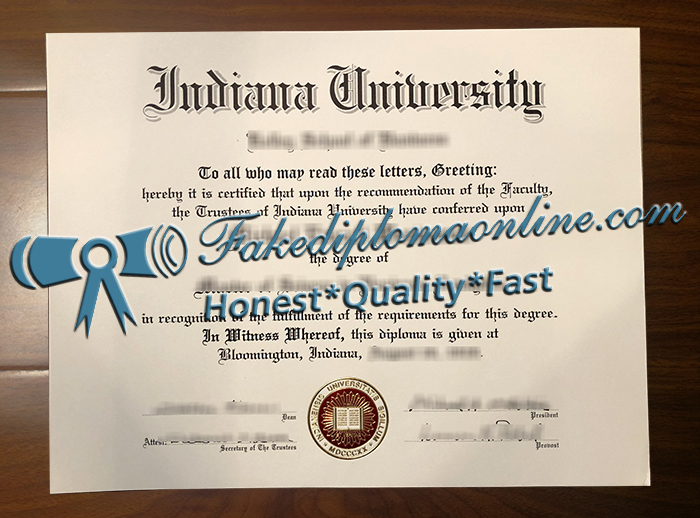 Indiana University
To all who may read these letters, Greeting:
hereby it is certified that upon the recommendation of the Faculty,
the Trustees of Indiana University have conferred upon
Fakediplomaonline.com
the degree of
Honest*Quality*Fast
in recognition of the fulfillment of the requirements for this degree.
In Witness Whereof, this diploma is given at
Bloomington, Indiana,
Dean
President
Attest
Secretary of The Trustees
Provost
INDIANENSIS UNIVERSITATIS SIGILLUM
MDCCCXX